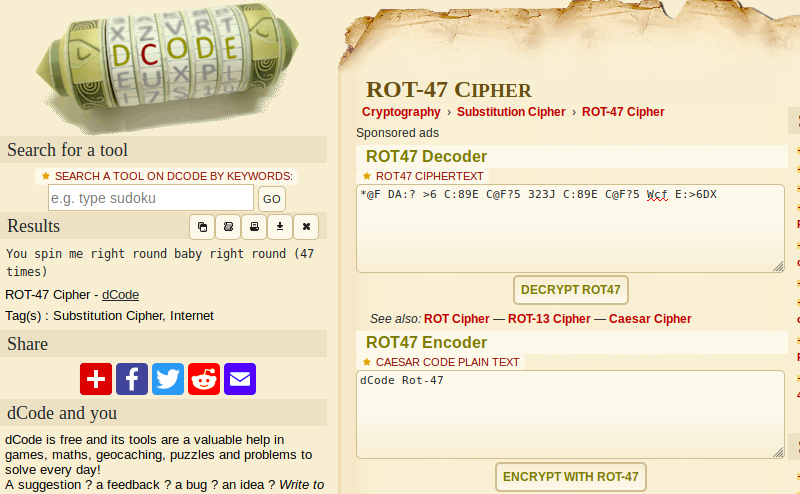 X Z V R T
D C O D E
E U X P L
Search for a tool
★ SEARCH A TOOL ON DCODE BY KEYWORDS:
e.g. type sudoku
GO
Results
You spin me right round baby right round (47
times)
ROT-47 Cipher - dCode
Tag(s) : Substitution Cipher, Internet
Share
dCode and you
dCode is free and its tools are a valuable help in
games, maths, geocaching, puzzles and problems to
solve every day!
A suggestion ? a feedback ? a bug ? an idea ? Write to
ROT-47 CIPHER
Cryptography › Substitution Cipher › ROT-47 Cipher
Sponsored ads
ROT47 Decoder
★ ROT47 CIPHERTEXT
*@F DA:? >6 C:89E C@F?5 323J C:89E C@F?5 Wcf E:>6DX
DECRYPT ROT47
See also: ROT Cipher — ROT-13 Cipher — Caesar Cipher
ROT47 Encoder
★ CAESAR CODE PLAIN TEXT
dCode Rot-47
ENCRYPT WITH ROT-47